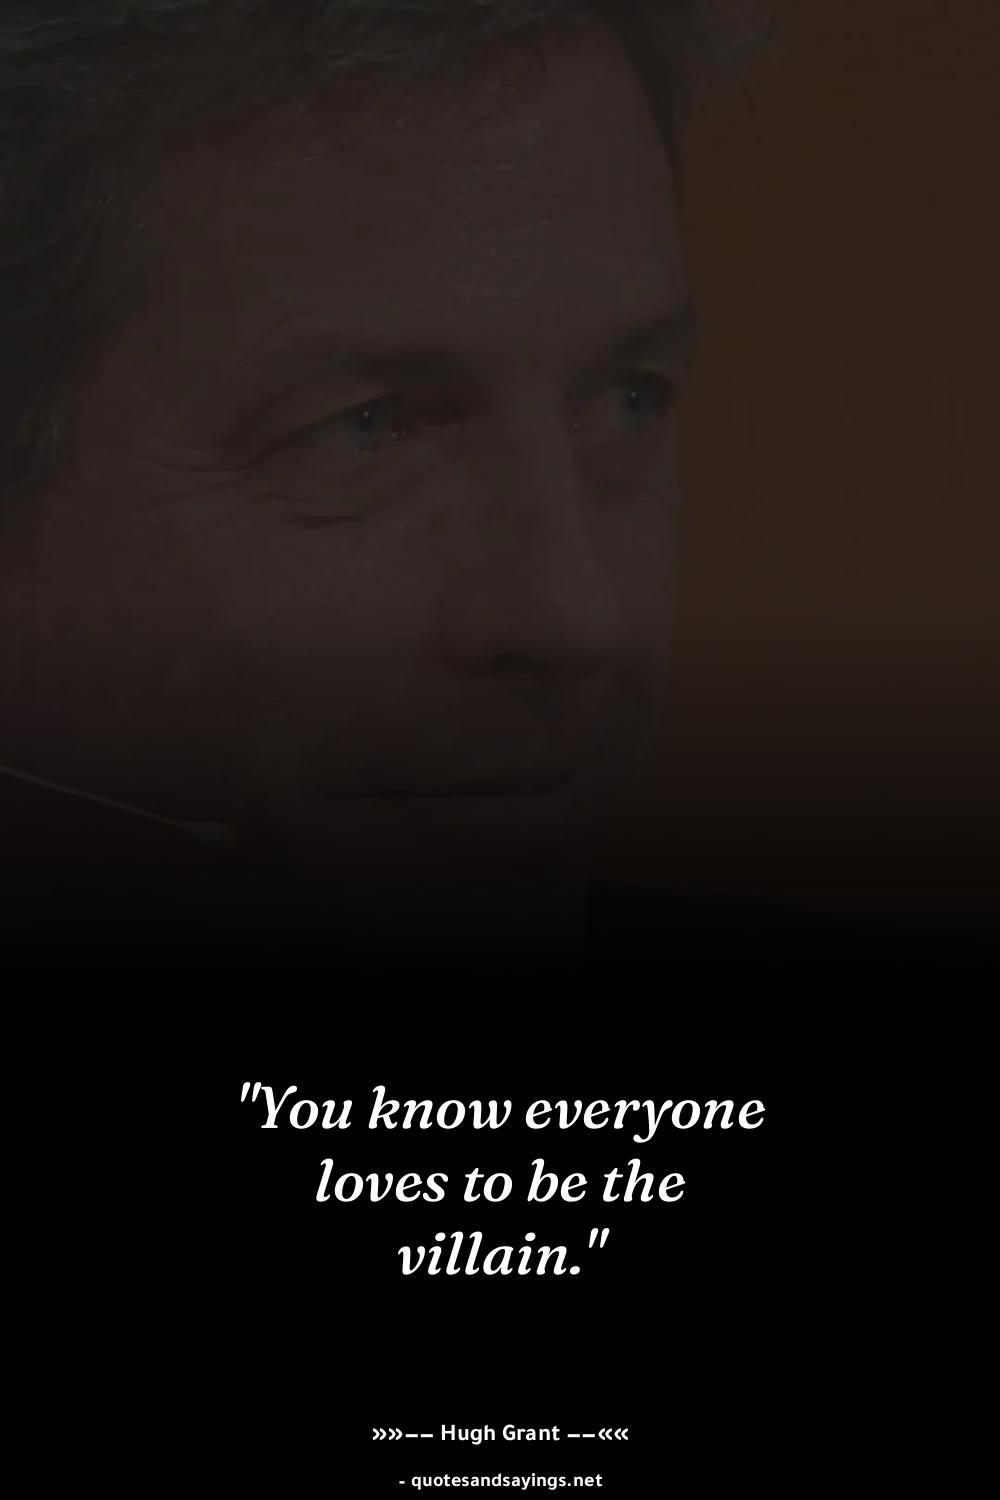 "You know everyone
loves to be the
villain."
»»–– Hugh Grant ––««
- quotesandsayings.net